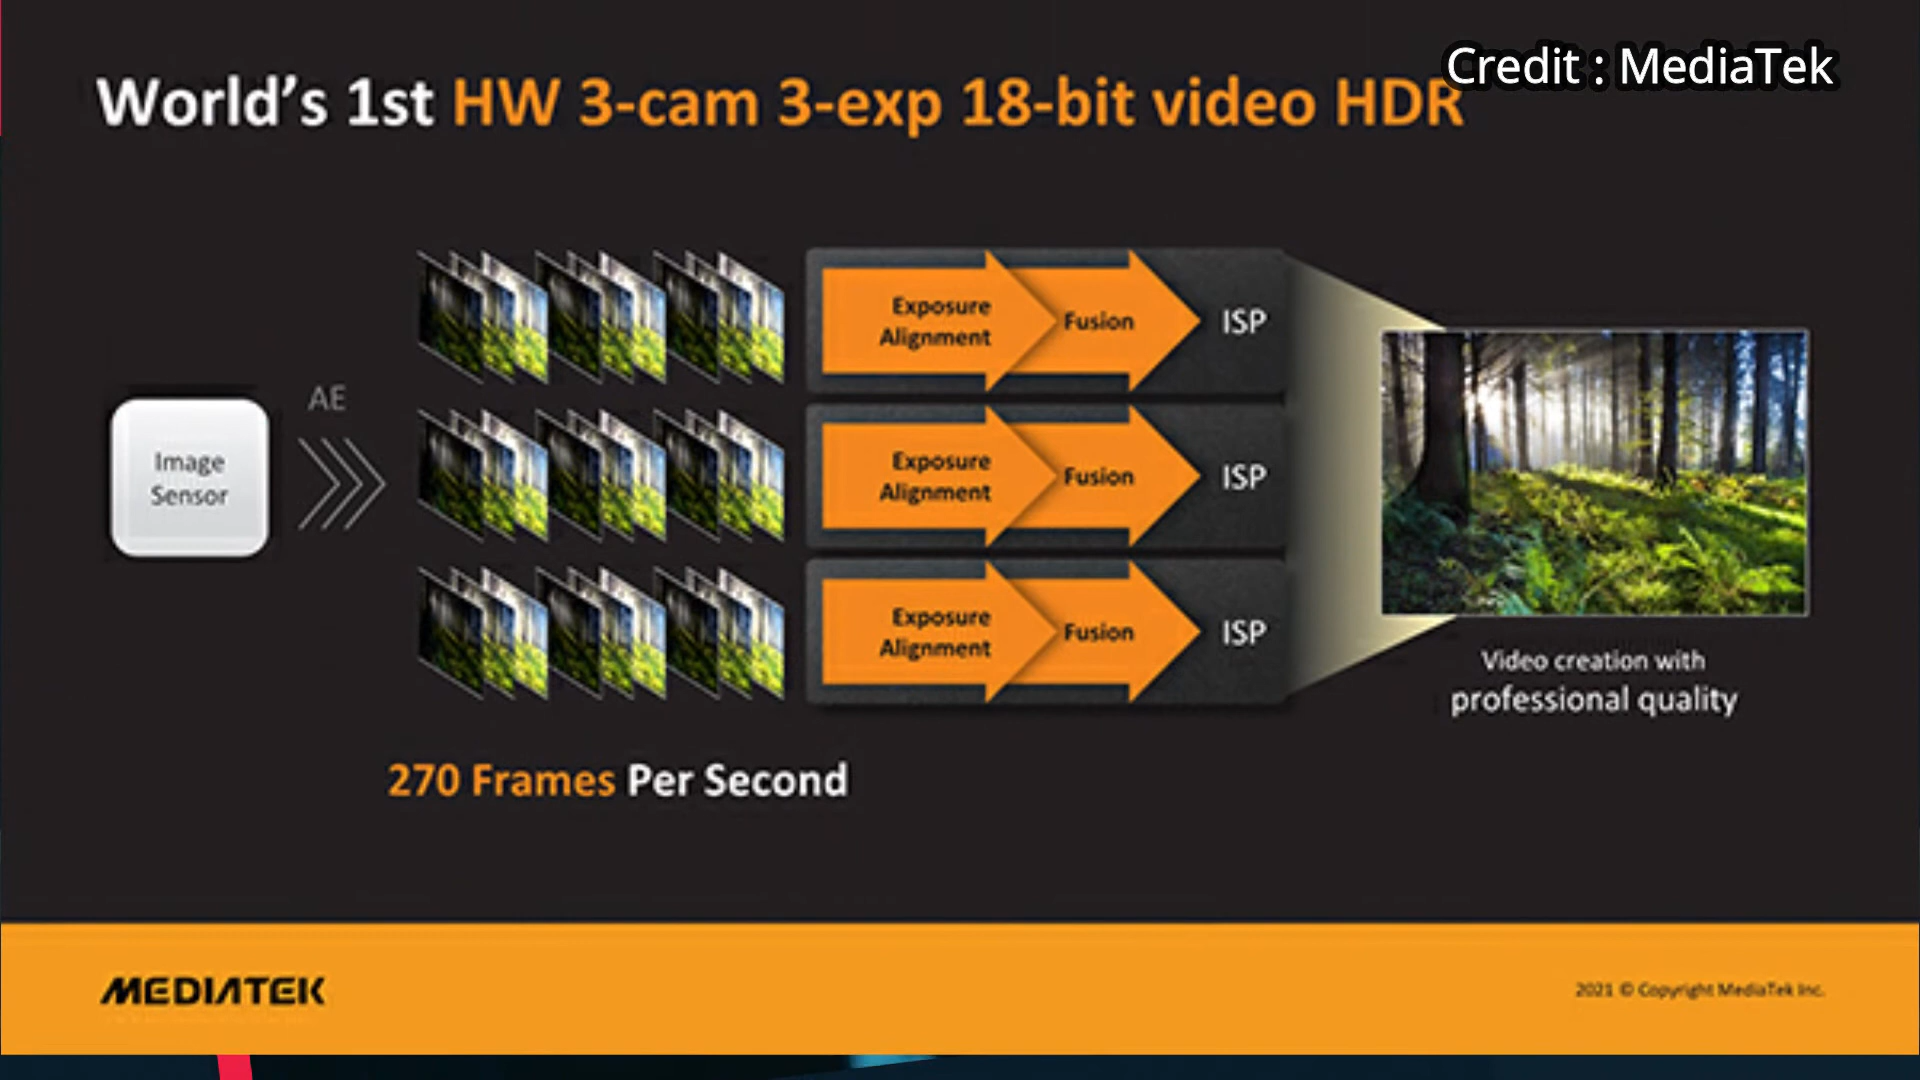 Credit : MediaTek
World's 1st HW 3-cam 3-exp 18-bit video HDR
AE
Image
Sensor
Exposure
Alignment
Fusion
ISP
Exposure
Alignment
Fusion
ISP
Exposure
Alignment
Fusion
ISP
Video creation with
professional quality
270 Frames Per Second
MEDIATEK
2021 © Copyright MediaTek Inc.